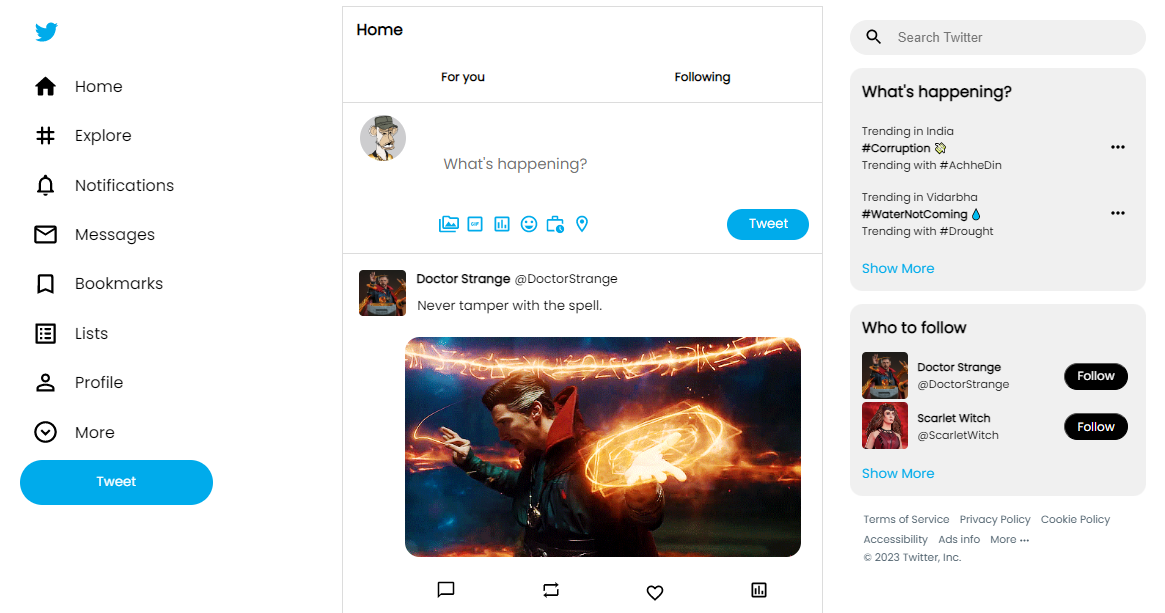 Home
Explore
Notifications
Messages
Bookmarks
Lists
Profile
More
Tweet
Home
For you Following
What's happening?
GIF
Tweet
Doctor Strange @DoctorStrange
Never tamper with the spell.
Search Twitter
What's happening?
Trending in India
#Corruption
Trending with #AchheDin
Trending in Vidarbha
#WaterNotComing
Trending with #Drought
Show More
Who to follow
Doctor Strange
@DoctorStrange
Follow
Scarlet Witch
@ScarletWitch
Follow
Show More
Terms of Service Privacy Policy Cookie Policy
Accessibility Ads info More ···
© 2023 Twitter, Inc.